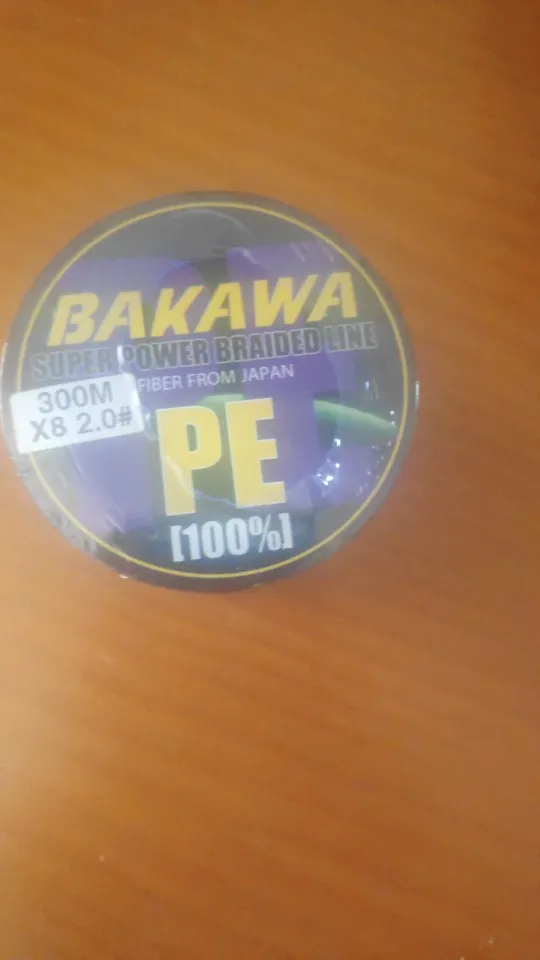 BAKAWA
SUPER POWER BRAIDED LINE
FIBER FROM JAPAN
300M
X8 2.0#
PE
[100%]